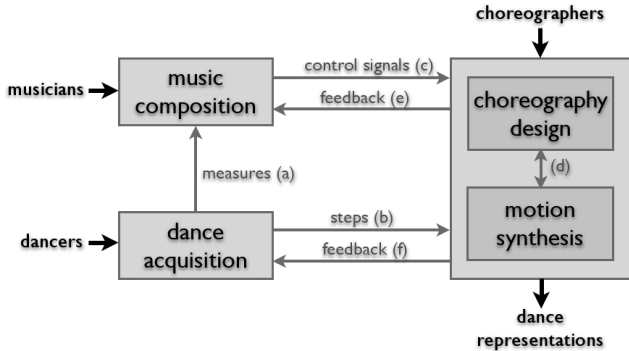 choreographers
control signals (c)
musicians
music
composition
feedback (e)
choreography
design
measures (a)
(d)
steps (b)
dancers
dance
acquisition
feedback (f)
motion
synthesis
dance
representations